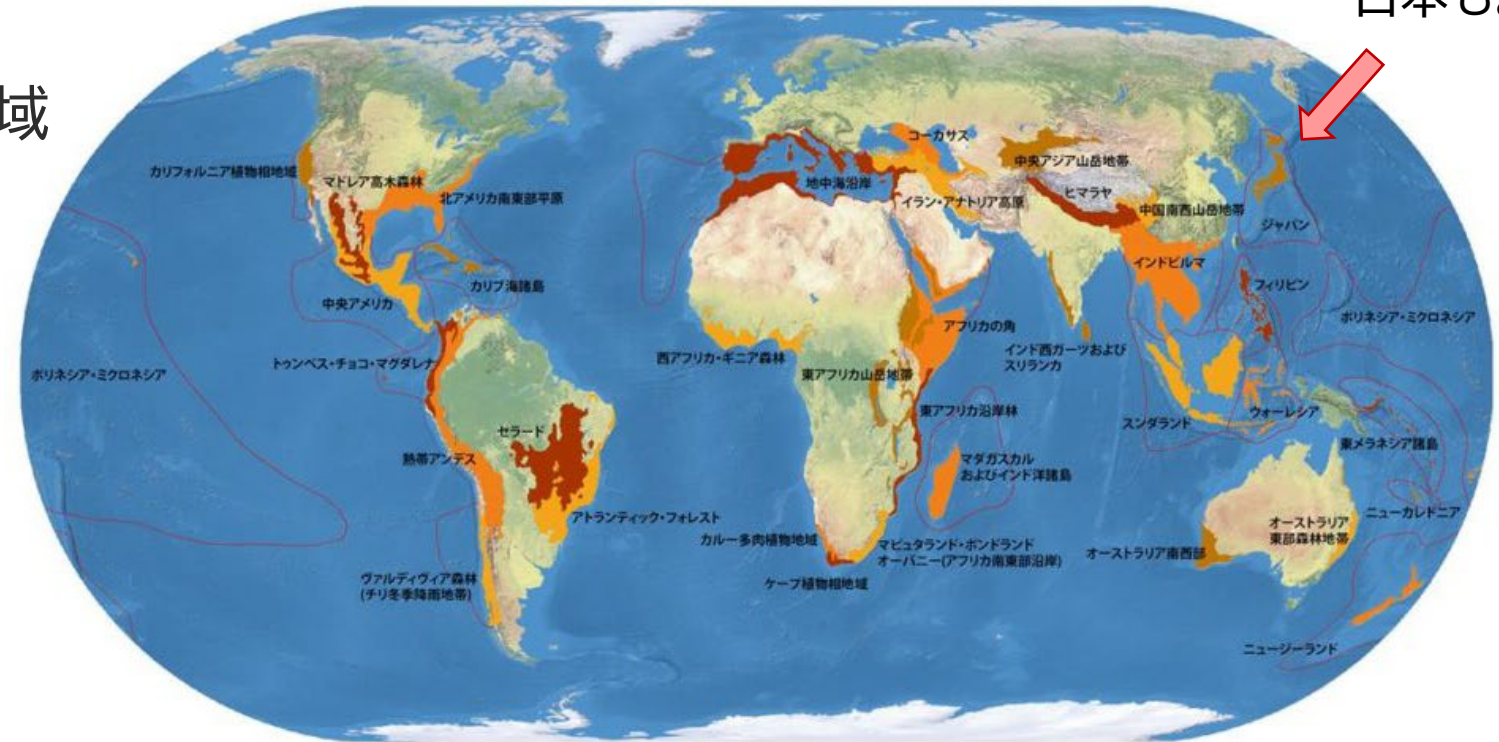 日本も
域
コーカサス
カリフォルニア植物相地域
マドレア高木森林
北アメリカ南東部平原
地中海沿岸
中央アジア山岳地帯
ヒマラヤ
イラン・アナトリア高原
中国南西山岳地帯
ジャパン
インドビルマ
カリブ海諸島
中央アメリカ
フィリピン
ポリネシア・ミクロネシア
アフリカの角
インド西ガーツおよび
スリランカ
西アフリカ・ギニア森林
トゥンベス・チョコ・マグダレナ
ポリネシア・ミクロネシア
東アフリカ山岳地帯
東アフリカ沿岸林
ウォーレシア
スンダランド
セラード
東メラネシア諸島
熱帯アンデス
マダガスカル
およびインド洋諸島
アトランティック・フォレスト
ニューカレドニア
オーストラリア
東部森林地帯
カルー多肉植物地域
マピュタランド・ポンドランド
オーバニー(アフリカ南東部沿岸)
オーストラリア南西部
ケープ植物相地域
ヴァルディヴィア森林
(チリ冬季降雨地帯)
ニュージーランド